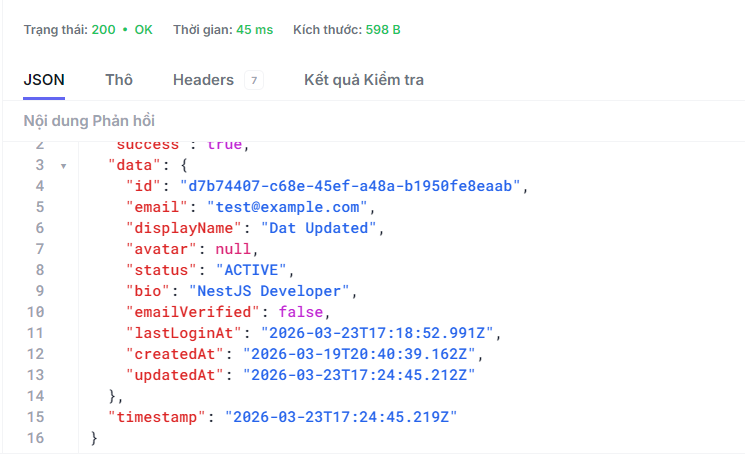 Trạng thái: 200 • OK Thời gian: 45 ms Kích thước: 598 B
JSON Thô Headers 7 Kết quả Kiểm tra
Nội dung Phản hồi
2 "success": true,
3 "data": {
4 "id": "d7b74407-c68e-45ef-a48a-b1950fe8eaab",
5 "email": "test@example.com",
6 "displayName": "Dat Updated",
7 "avatar": null,
8 "status": "ACTIVE",
9 "bio": "NestJS Developer",
10 "emailVerified": false,
11 "lastLoginAt": "2026-03-23T17:18:52.991Z",
12 "createdAt": "2026-03-19T20:40:39.162Z",
13 "updatedAt": "2026-03-23T17:24:45.212Z"
14 },
15 "timestamp": "2026-03-23T17:24:45.219Z"
16 }